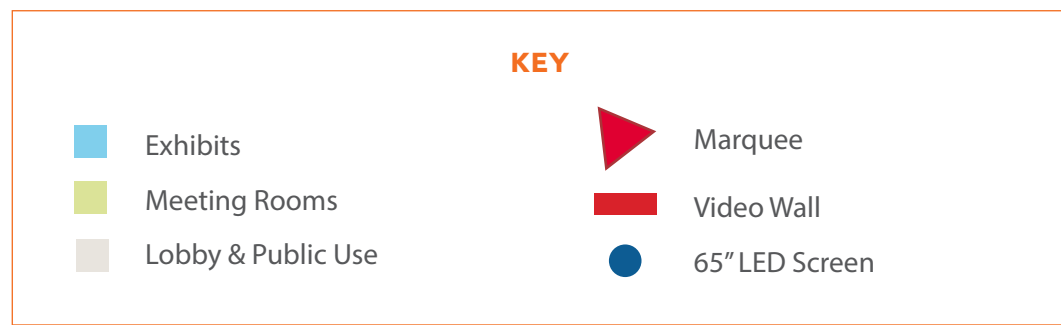 KEY
Exhibits
Meeting Rooms
Lobby & Public Use
Marquee
Video Wall
65” LED Screen